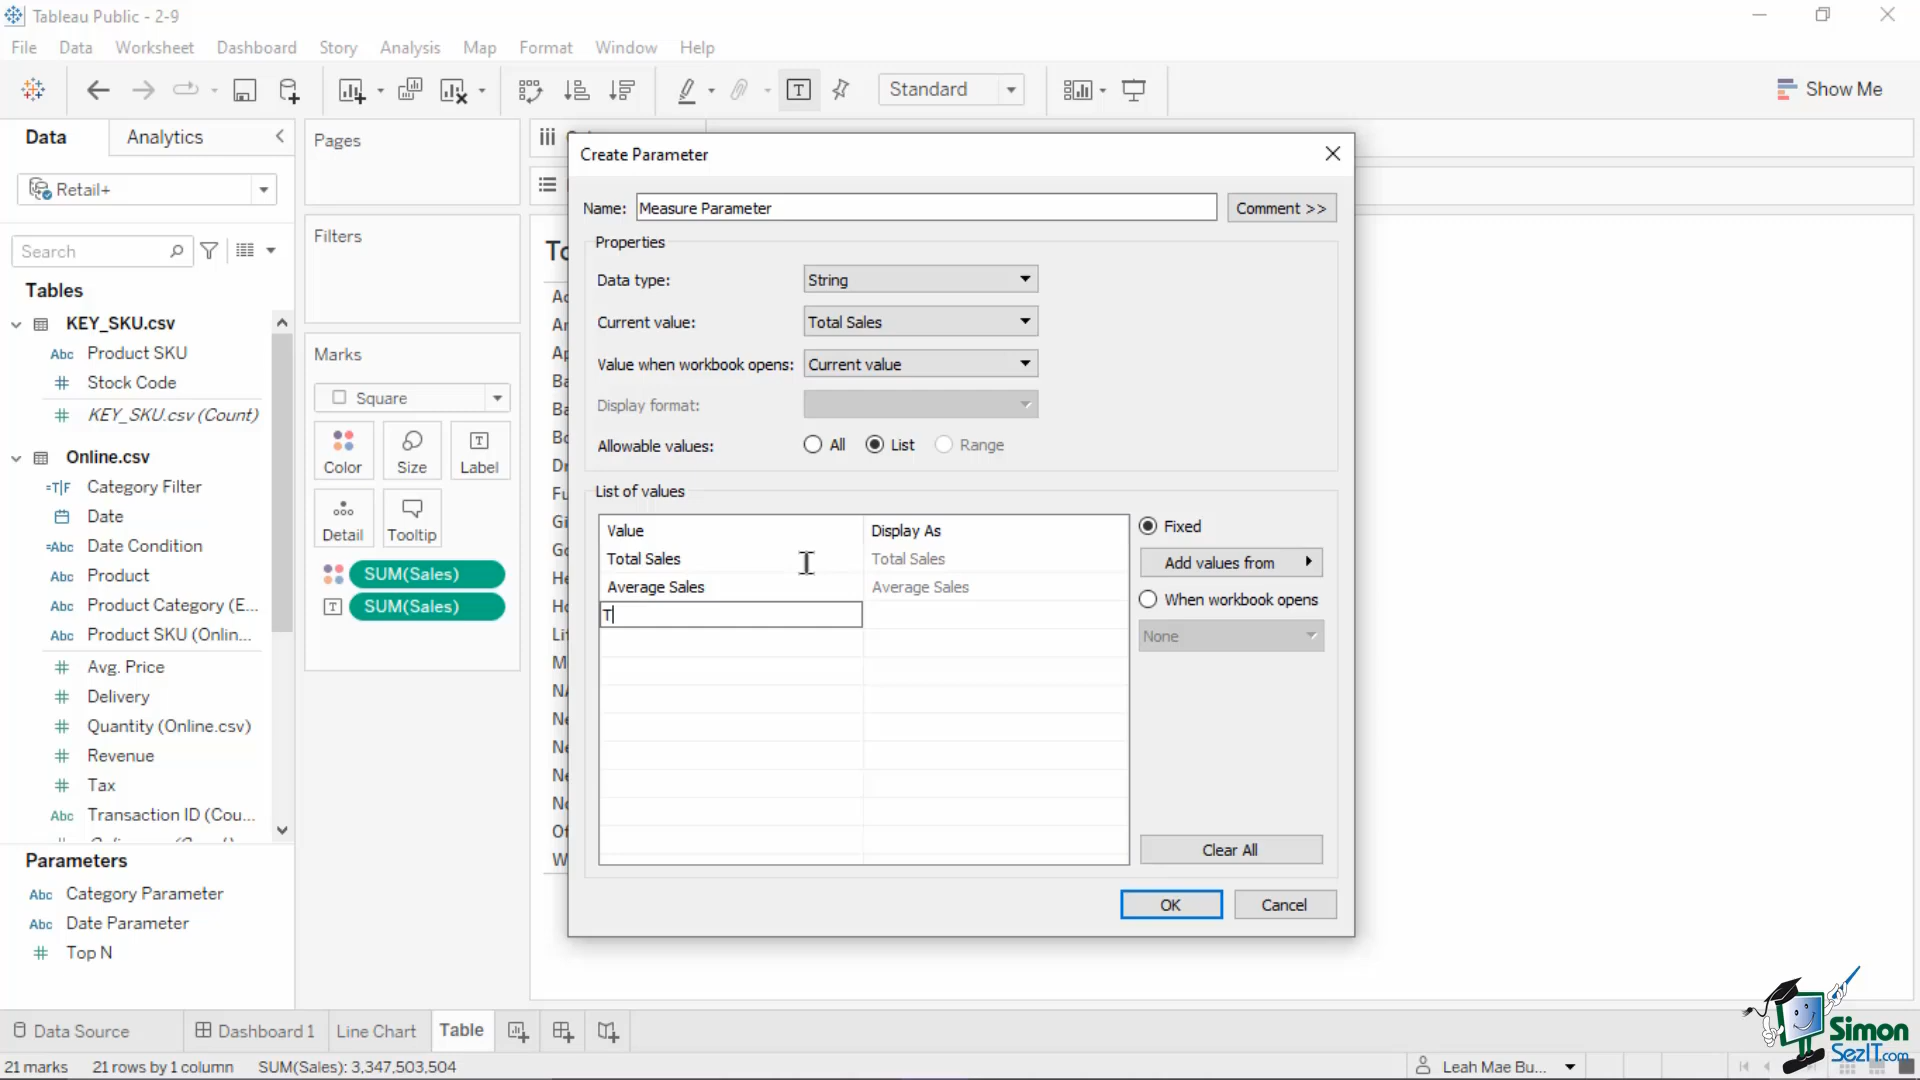 Tableau Public - 2-9
File Data Worksheet Dashboard Story Analysis Map Format Window Help
Standard
Show Me
Data Analytics
Retail+
Search
Tables
KEY_SKU.csv
Abc Product SKU
Stock Code
KEY_SKU.csv (Count)
Online.csv
=T|F Category Filter
Date
=Abc Date Condition
Abc Product
Abc Product Category (E...
Abc Product SKU (Onlin...
Avg. Price
Delivery
Quantity (Online.csv)
Revenue
Tax
Abc Transaction ID (Cou...
Parameters
Abc Category Parameter
Abc Date Parameter
Top N
Pages
Filters
Marks
Square
Color Size Label
Detail Tooltip
SUM(Sales)
SUM(Sales)
Create Parameter
Name: Measure Parameter Comment >>
Properties
Data type: String
Current value: Total Sales
Value when workbook opens: Current value
Display format:
Allowable values: All List Range
List of values
Value Display As
Total Sales Total Sales
Average Sales Average Sales
T
Fixed
Add values from
When workbook opens
None
Clear All
OK Cancel
Data Source Dashboard 1 Line Chart Table
21 marks 21 rows by 1 column SUM(Sales): 3,347,503,504
Leah Mae Bu...
Simon
SezIT.com